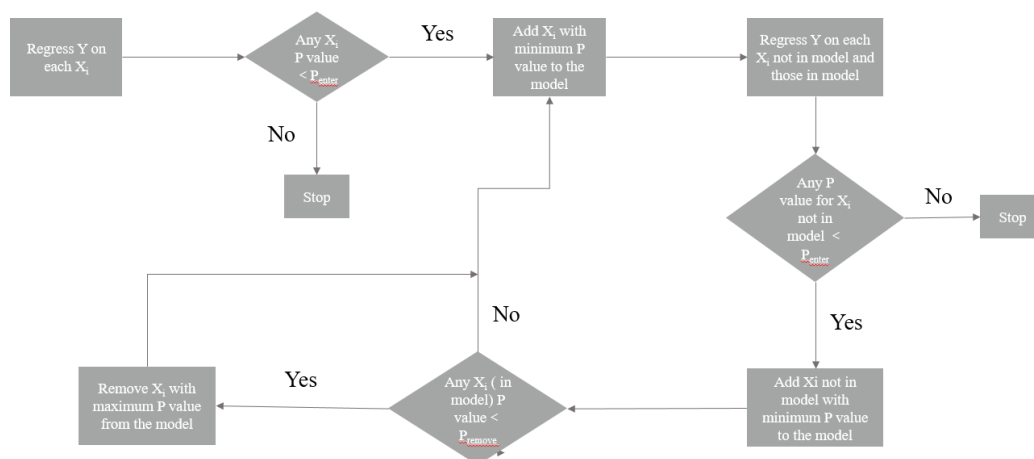 Regress Y on
each Xᵢ
Any Xᵢ
P value
< Pₑₙₜₑᵣ
Yes
No
Stop
Add Xᵢ with
minimum P
value to the
model
Regress Y on each
Xᵢ not in model and
those in model
Any P
value for Xᵢ
not in
model <
Pₑₙₜₑᵣ
No
Stop
Yes
Add Xi not in
model with
minimum P value
to the model
Any Xᵢ ( in
model) P
value <
Pᵣₑₘₒᵥₑ
No
Yes
Remove Xᵢ with
maximum P value
from the model